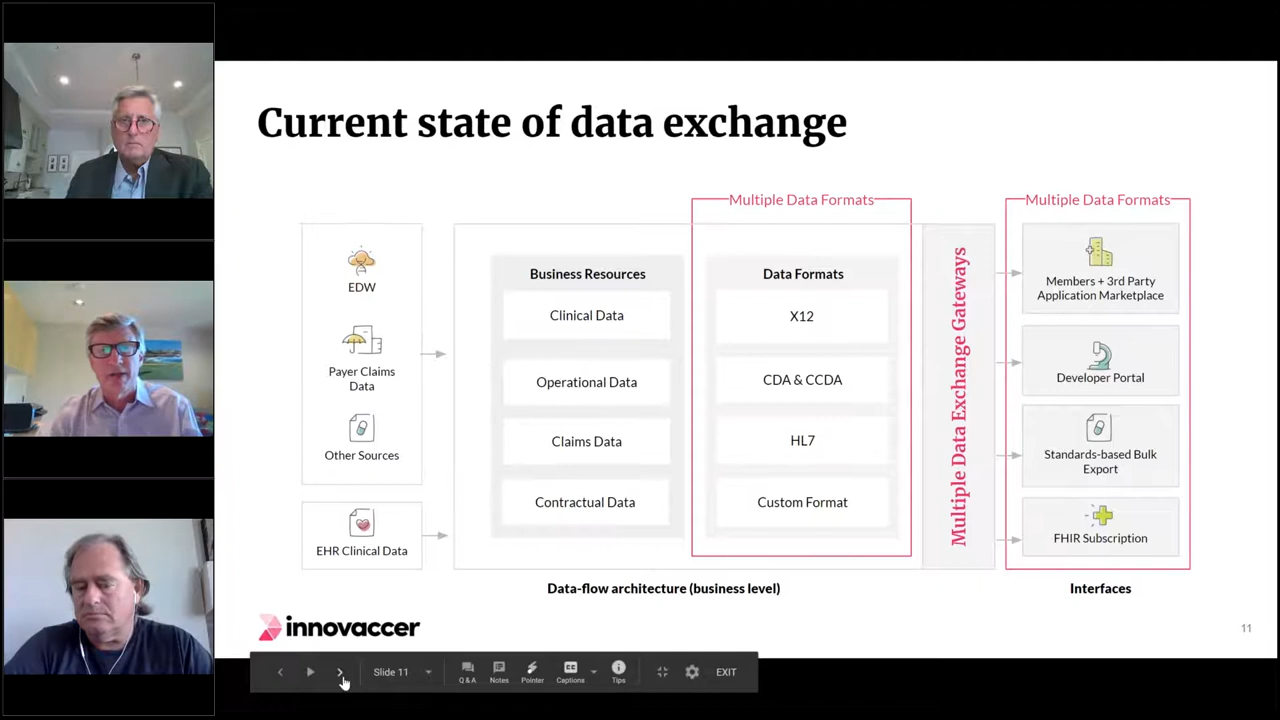 Current state of data exchange
Multiple Data Formats
Multiple Data Formats
EDW
Payer Claims
Data
Other Sources
EHR Clinical Data
Business Resources
Clinical Data
Operational Data
Claims Data
Contractual Data
Data Formats
X12
CDA & CCDA
HL7
Custom Format
Multiple Data Exchange Gateways
Members + 3rd Party
Application Marketplace
Developer Portal
Standards-based Bulk
Export
FHIR Subscription
Data-flow architecture (business level)
Interfaces
innovaccer
11
Slide 11
Q & A
Notes
Pointer
CC
Captions
Tips
EXIT